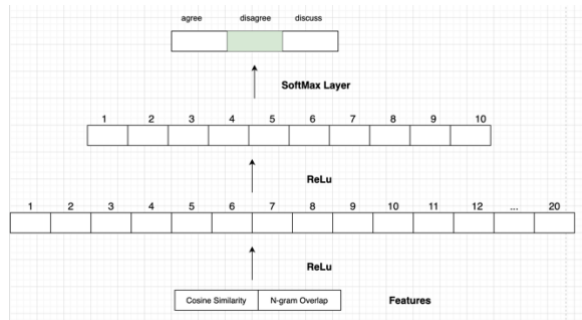 agree disagree discuss
SoftMax Layer
1 2 3 4 5 6 7 8 9 10
ReLu
1 2 3 4 5 6 7 8 9 10 11 12 ... 20
ReLu
Cosine Similarity N-gram Overlap Features